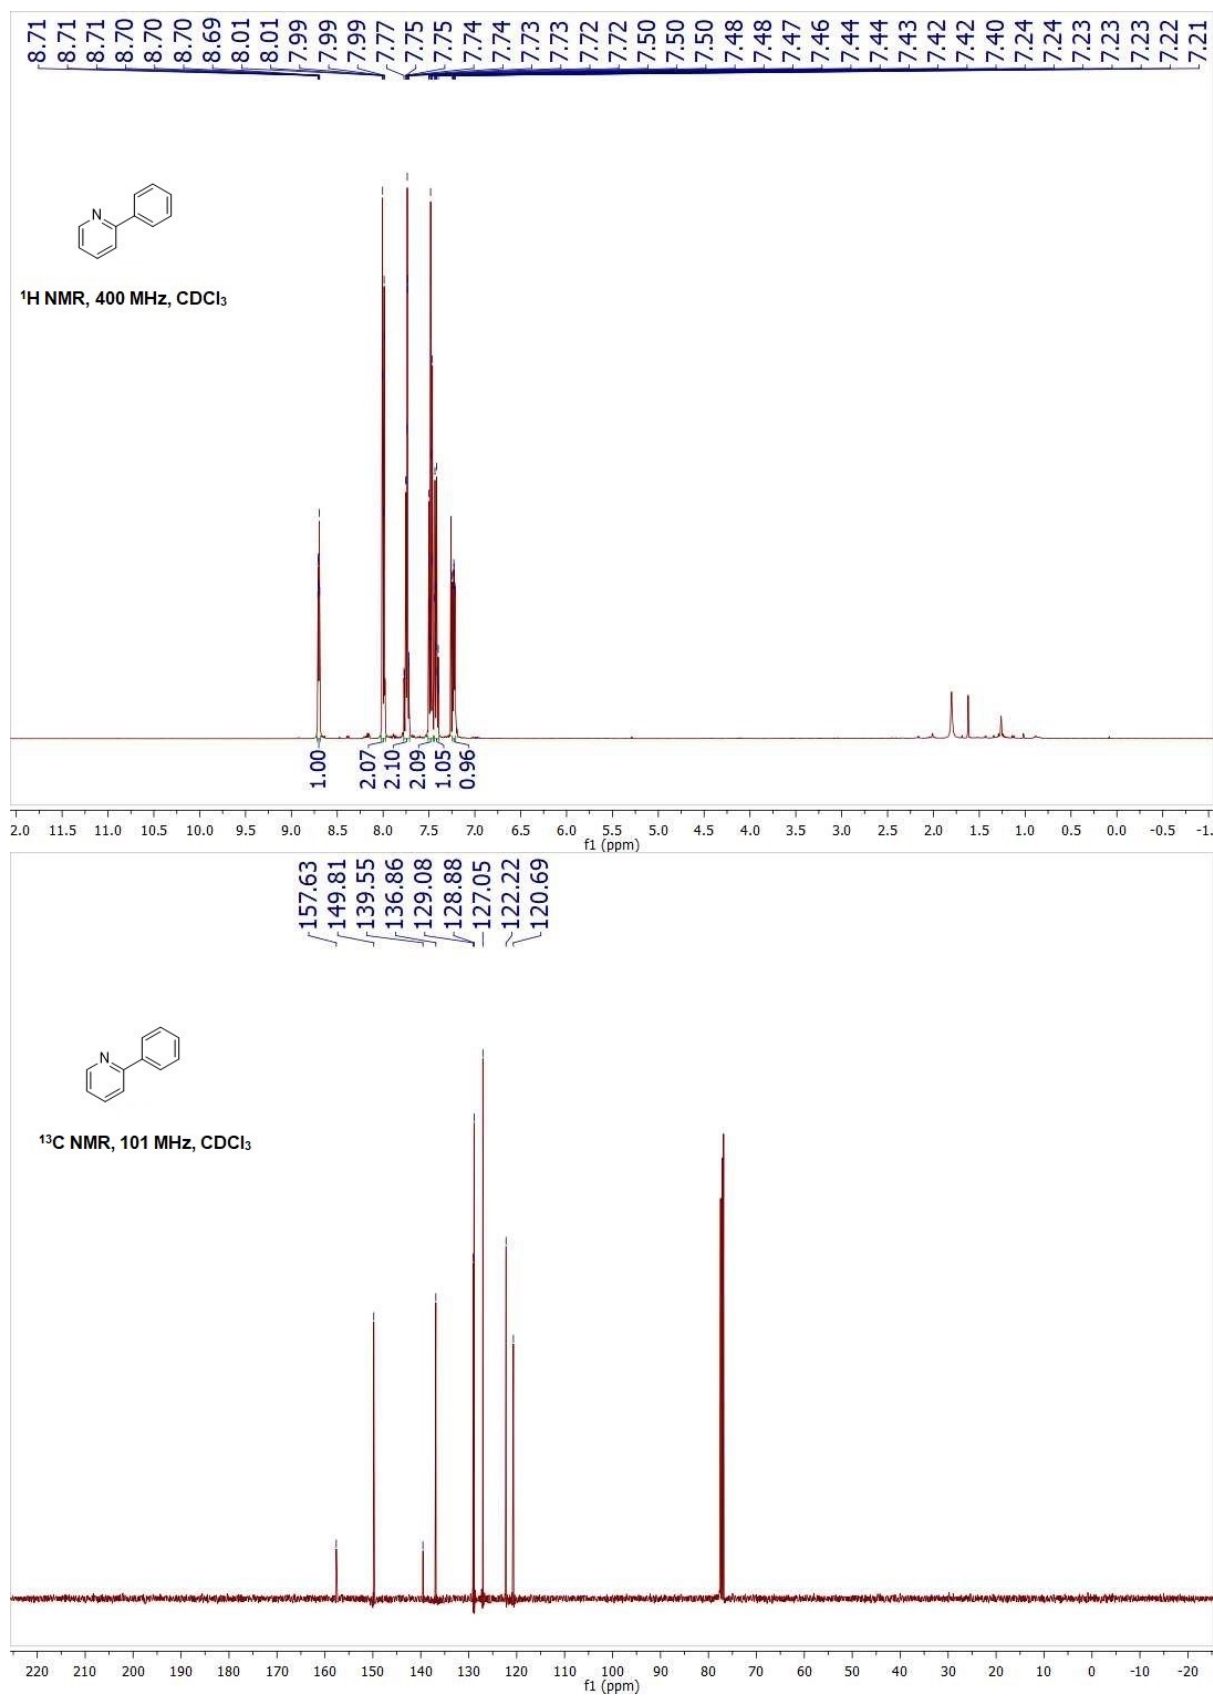 8.71 8.71 8.71 8.70 8.70 8.70 8.69 8.01 8.01 7.99 7.99 7.99 7.77 7.75 7.75 7.74 7.74 7.73 7.73 7.72 7.72 7.50 7.50 7.50 7.48 7.48 7.47 7.46 7.44 7.44 7.43 7.42 7.42 7.40 7.24 7.24 7.23 7.23 7.22 7.22 7.21
N
¹H NMR, 400 MHz, CDCl₃
1.00 2.07 2.10 2.09 1.05 0.96
2.0 11.5 11.0 10.5 10.0 9.5 9.0 8.5 8.0 7.5 7.0 6.5 6.0 5.5 5.0 4.5 4.0 3.5 3.0 2.5 2.0 1.5 1.0 0.5 0.0 -0.5 -1.
f1 (ppm)
157.63 149.81 139.55 136.86 129.08 128.88 127.05 122.22 120.69
N
¹³C NMR, 101 MHz, CDCl₃
220 210 200 190 180 170 160 150 140 130 120 110 100 90 80 70 60 50 40 30 20 10 0 -10 -20
f1 (ppm)